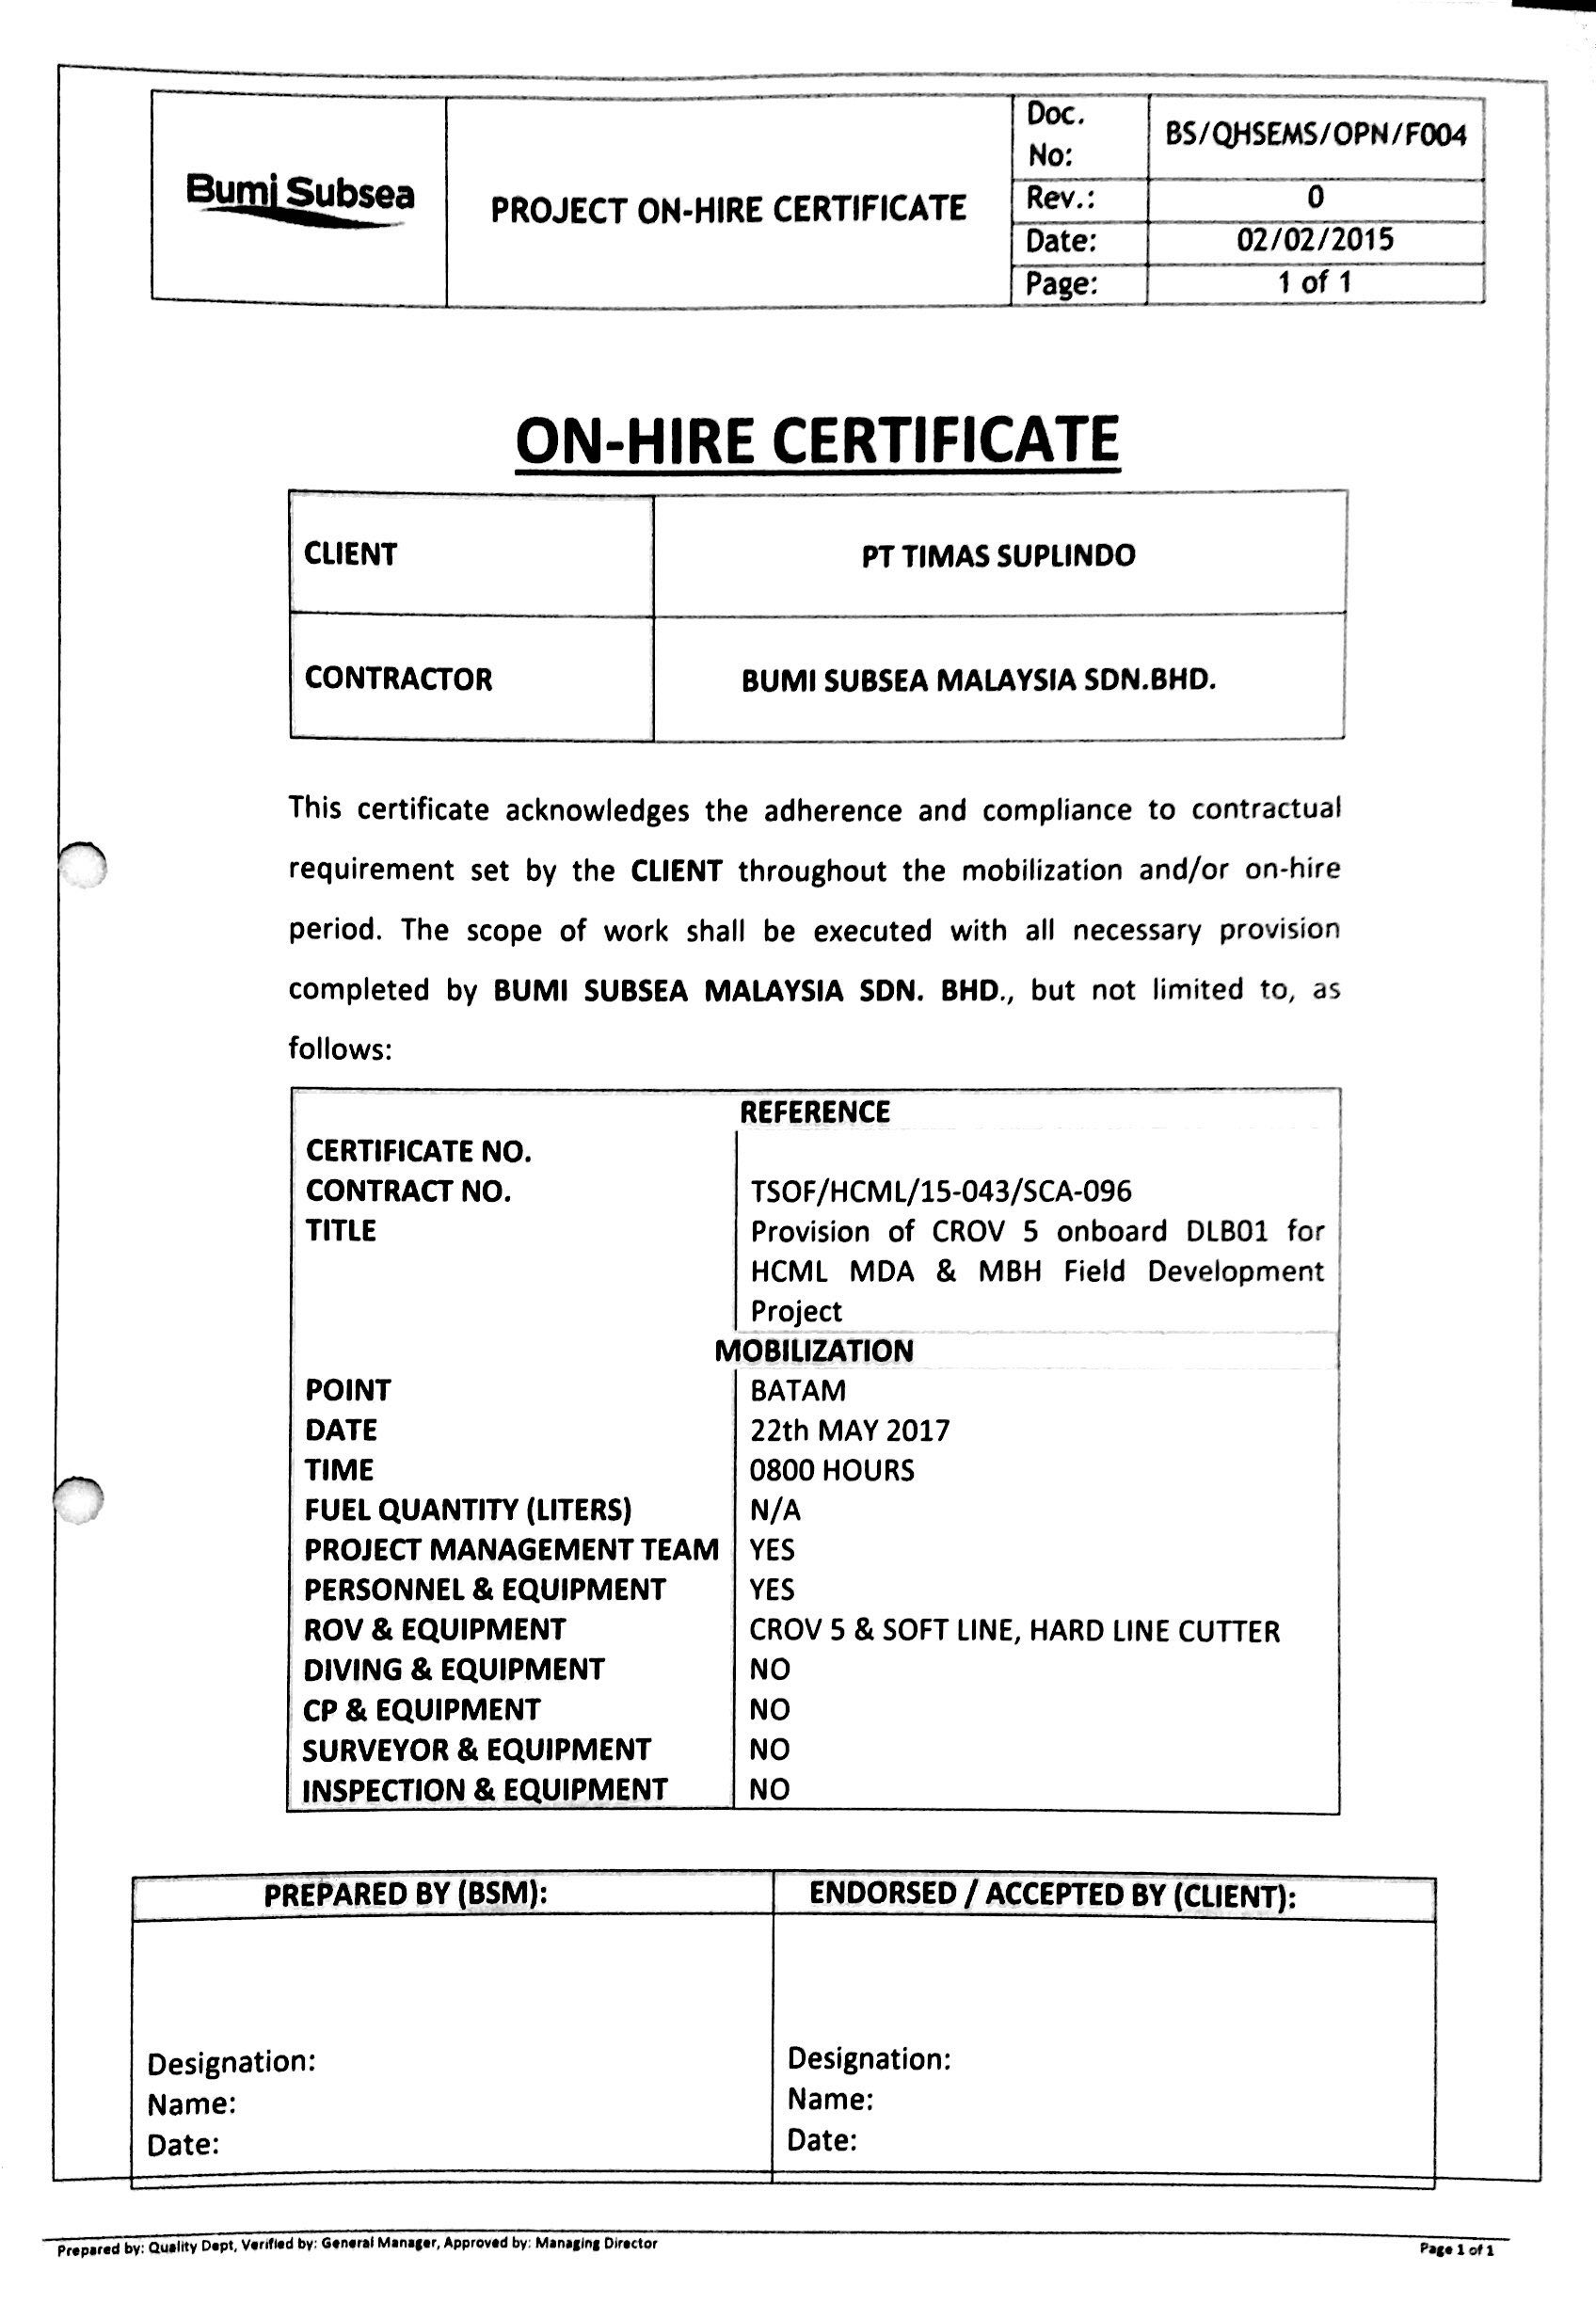 Bumi Subsea
PROJECT ON-HIRE CERTIFICATE
Doc. No: BS/QHSEMS/OPN/F004
Rev.: 0
Date: 02/02/2015
Page: 1 of 1
ON-HIRE CERTIFICATE
CLIENT PT TIMAS SUPLINDO
CONTRACTOR BUMI SUBSEA MALAYSIA SDN.BHD.
This certificate acknowledges the adherence and compliance to contractual
requirement set by the CLIENT throughout the mobilization and/or on-hire
period. The scope of work shall be executed with all necessary provision
completed by BUMI SUBSEA MALAYSIA SDN. BHD., but not limited to, as
follows:
REFERENCE
CERTIFICATE NO.
CONTRACT NO. TSOF/HCML/15-043/SCA-096
TITLE Provision of CROV 5 onboard DLB01 for
HCML MDA & MBH Field Development
Project
MOBILIZATION
POINT BATAM
DATE 22th MAY 2017
TIME 0800 HOURS
FUEL QUANTITY (LITERS) N/A
PROJECT MANAGEMENT TEAM YES
PERSONNEL & EQUIPMENT YES
ROV & EQUIPMENT CROV 5 & SOFT LINE, HARD LINE CUTTER
DIVING & EQUIPMENT NO
CP & EQUIPMENT NO
SURVEYOR & EQUIPMENT NO
INSPECTION & EQUIPMENT NO
PREPARED BY (BSM): ENDORSED / ACCEPTED BY (CLIENT):
Designation: Designation:
Name: Name:
Date: Date:
Prepared by: Quality Dept, Verified by: General Manager, Approved by: Managing Director Page 1 of 1